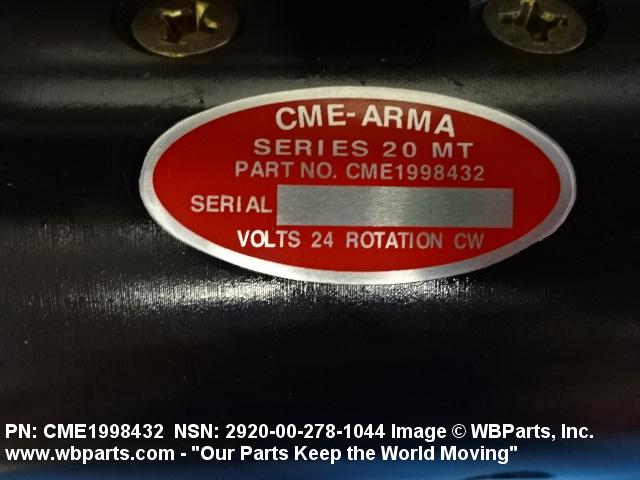 CME-ARMA
SERIES 20 MT
PART NO. CME1998432
SERIAL
VOLTS 24 ROTATION CW
PN: CME1998432 NSN: 2920-00-278-1044 Image © WBParts, Inc.
www.wbparts.com - "Our Parts Keep the World Moving"